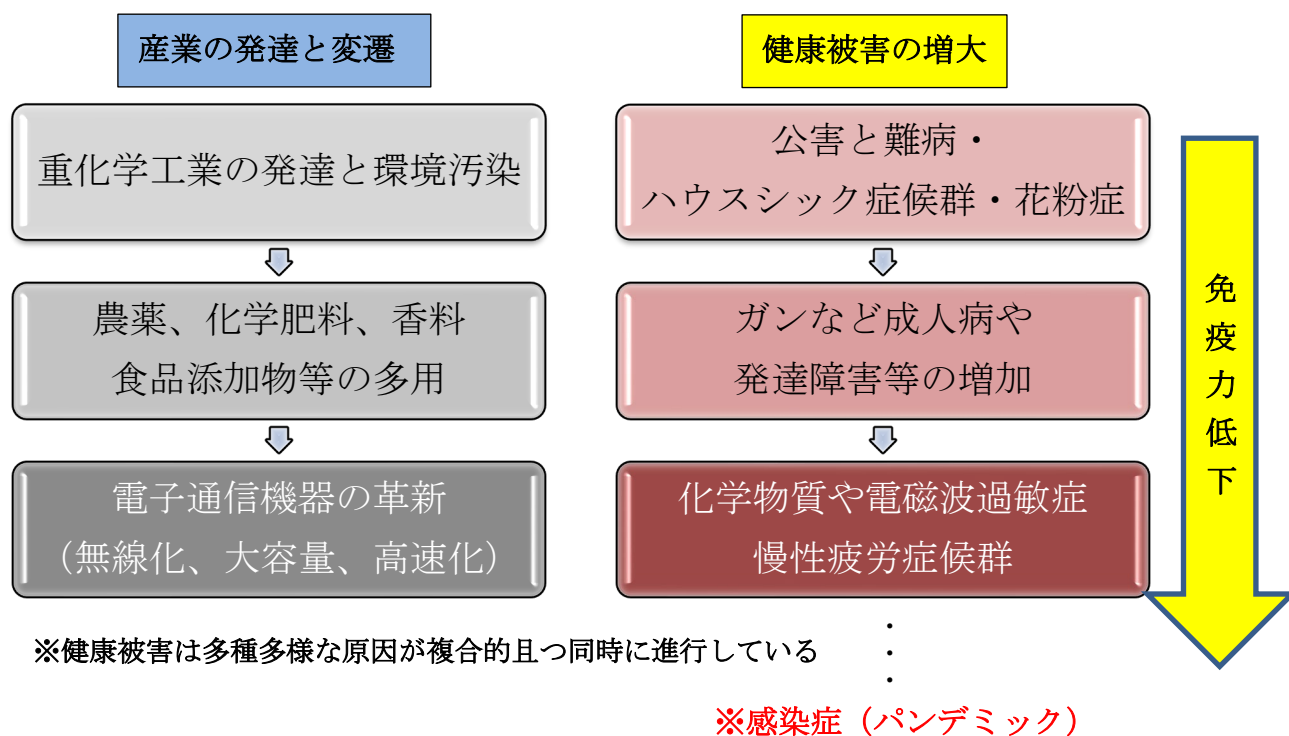 産業の発達と変遷
重化学工業の発達と環境汚染
農薬、化学肥料、香料
食品添加物等の多用
電子通信機器の革新
（無線化、大容量、高速化）
健康被害の増大
公害と難病・
ハウスシック症候群・花粉症
ガンなど成人病や
発達障害等の増加
化学物質や電磁波過敏症
慢性疲労症候群
免疫力低下
※健康被害は多種多様な原因が複合的且つ同時に進行している
・
・
・
※感染症（パンデミック）